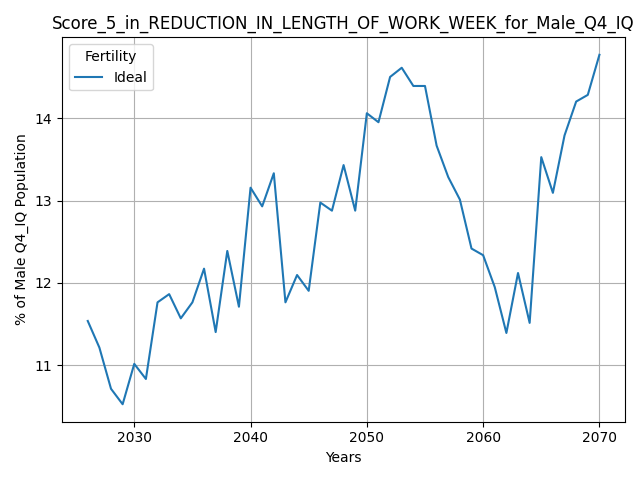 Score_5_in_REDUCTION_IN_LENGTH_OF_WORK_WEEK_for_Male_Q4_IQ
Fertility
Ideal
% of Male Q4_IQ Population
14
13
12
11
2030 2040 2050 2060 2070
Years